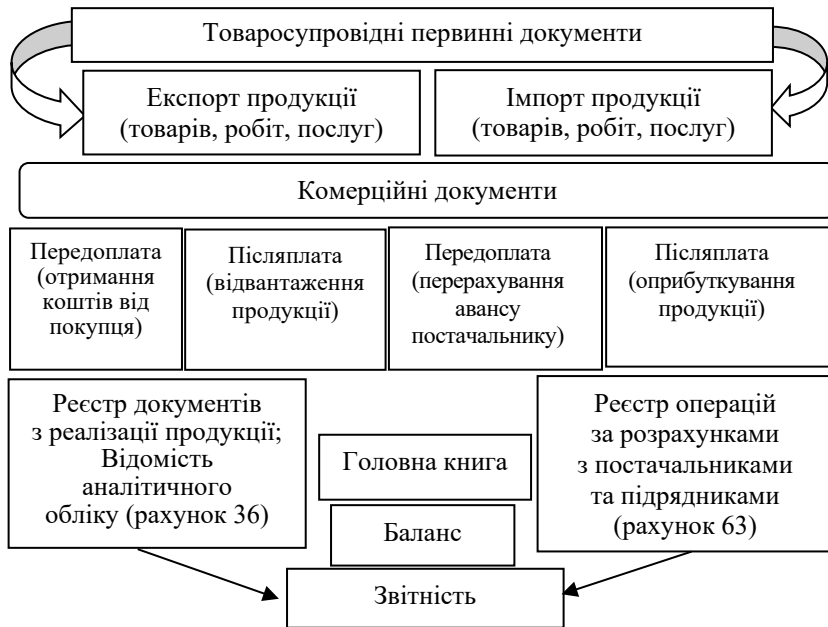 Товаросупровідні первинні документи
Експорт продукції
(товарів, робіт, послуг)
Імпорт продукції
(товарів, робіт, послуг)
Комерційні документи
Передоплата
(отримання
коштів від
покупця)
Післяплата
(відвантаження
продукції)
Передоплата
(перерахування
авансу
постачальнику)
Післяплата
(оприбуткування
продукції)
Реєстр документів
з реалізації продукції;
Відомість
аналітичного
обліку (рахунок 36)
Головна книга
Баланс
Реєстр операцій
за розрахунками
з постачальниками
та підрядниками
(рахунок 63)
Звітність